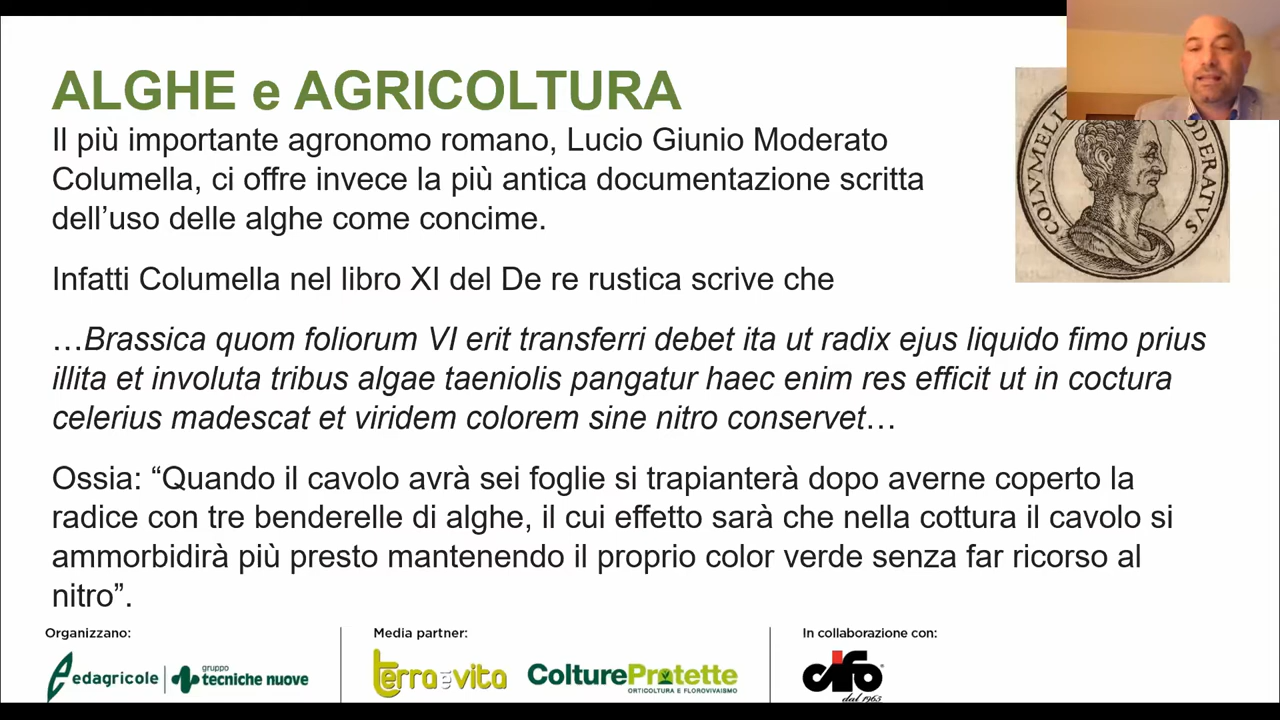 ALGHE e AGRICOLTURA
Il più importante agronomo romano, Lucio Giunio Moderato
Columella, ci offre invece la più antica documentazione scritta
dell’uso delle alghe come concime.
Infatti Columella nel libro XI del De re rustica scrive che
…Brassica quom foliorum VI erit transferri debet ita ut radix ejus liquido fimo prius
illita et involuta tribus algae taeniolis pangatur haec enim res efficit ut in coctura
celerius madescat et viridem colorem sine nitro conservet…
Ossia: “Quando il cavolo avrà sei foglie si trapianterà dopo averne coperto la
radice con tre benderelle di alghe, il cui effetto sarà che nella cottura il cavolo si
ammorbidirà più presto mantenendo il proprio color verde senza far ricorso al
nitro”.
COLVMELL ODERATVS
Organizzano:
edagricole gruppo tecniche nuove
Media partner:
terra è vita
ColtureProtette
ORTICOLTURA E FLOROVIVAISMO
In collaborazione con:
cifo
dal 1965